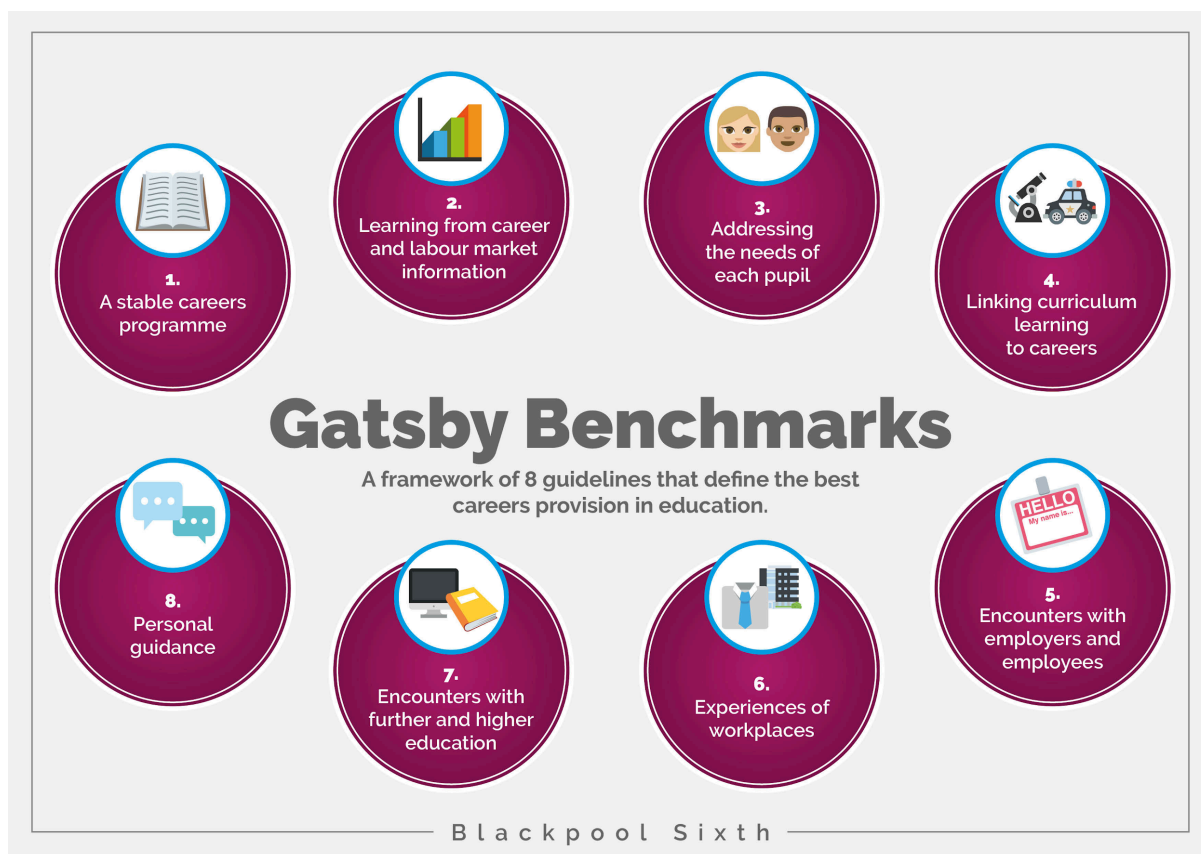 1.
A stable careers
programme
2.
Learning from career
and labour market
information
3.
Addressing
the needs of
each pupil
4.
Linking curriculum
learning
to careers
Gatsby Benchmarks
A framework of 8 guidelines that define the best
careers provision in education.
HELLO
My name is...
5.
Encounters with
employers and
employees
6.
Experiences of
workplaces
7.
Encounters with
further and higher
education
8.
Personal
guidance
Blackpool Sixth